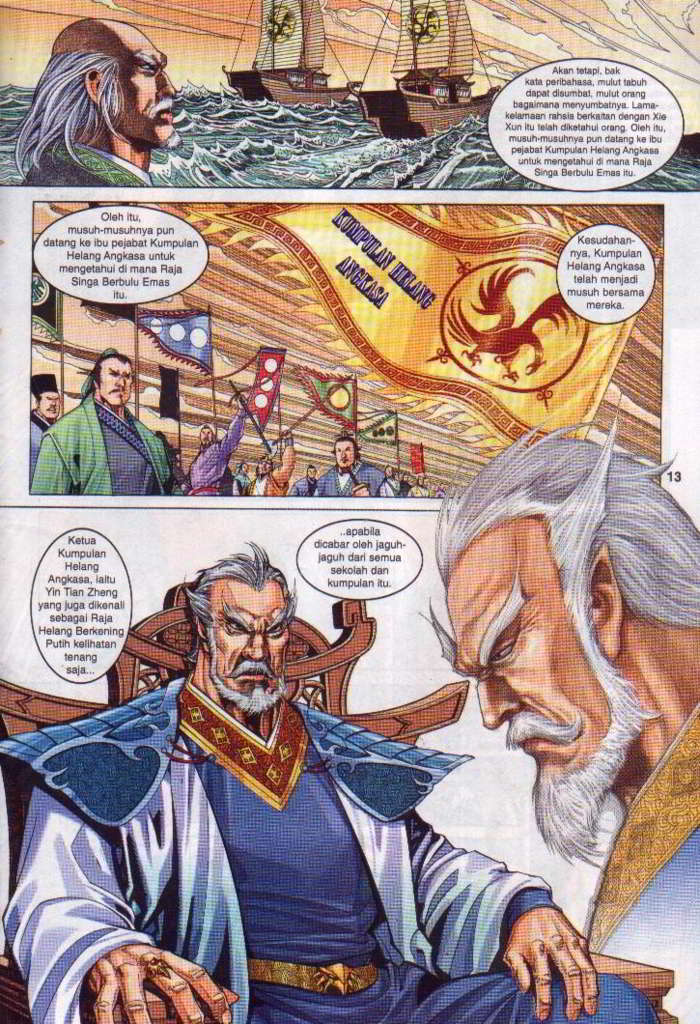 Akan tetapi, bak
kata peribahasa, mulut tabuh
dapat disumbat, mulut orang
bagaimana menyumbatnya. Lama-
kelamaan rahsia berkaitan dengan Xie
Xun itu telah diketahui orang. Oleh itu,
musuh-musuhnya pun datang ke ibu
pejabat Kumpulan Helang Angkasa
untuk mengetahui di mana Raja
Singa Berbulu Emas itu.
Oleh itu,
musuh-musuhnya pun
datang ke ibu pejabat Kumpulan
Helang Angkasa untuk
mengetahui di mana Raja
Singa Berbulu Emas
itu.
KUMPULAN HELANG
ANGKASA
Kesudahan-
nya, Kumpulan
Helang Angkasa
telah menjadi
musuh bersama
mereka.
13
Ketua
Kumpulan
Helang
Angkasa, iaitu
Yin Tian Zheng
yang juga dikenali
sebagai Raja
Helang Berkening
Putih kelihatan
tenang
saja...
..apabila
dicabar oleh jaguh-
jaguh dari semua
sekolah dan
kumpulan itu.